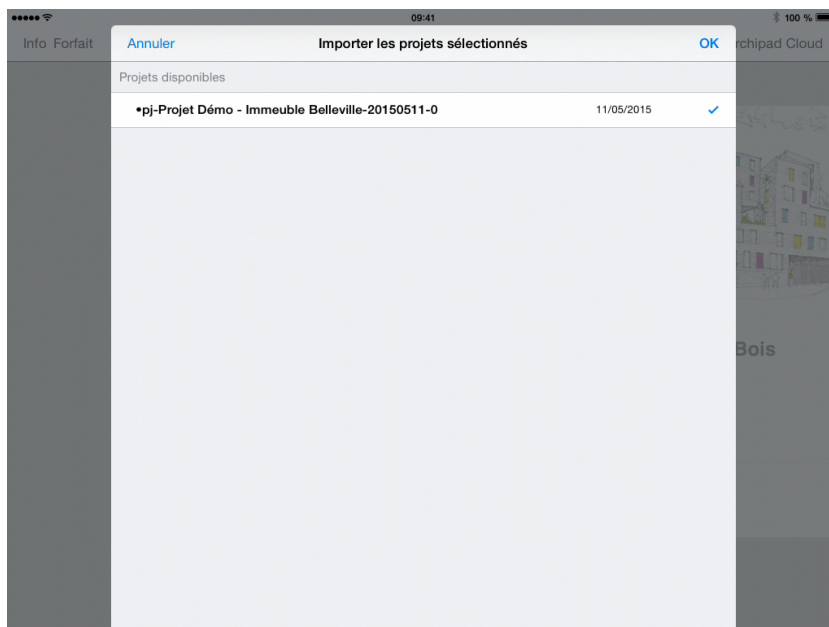 09:41
100 %
Info Forfait
Annuler
Importer les projets sélectionnés
OK
rchipad Cloud
Projets disponibles
•pj-Projet Démo - Immeuble Belleville-20150511-0
11/05/2015
Bois